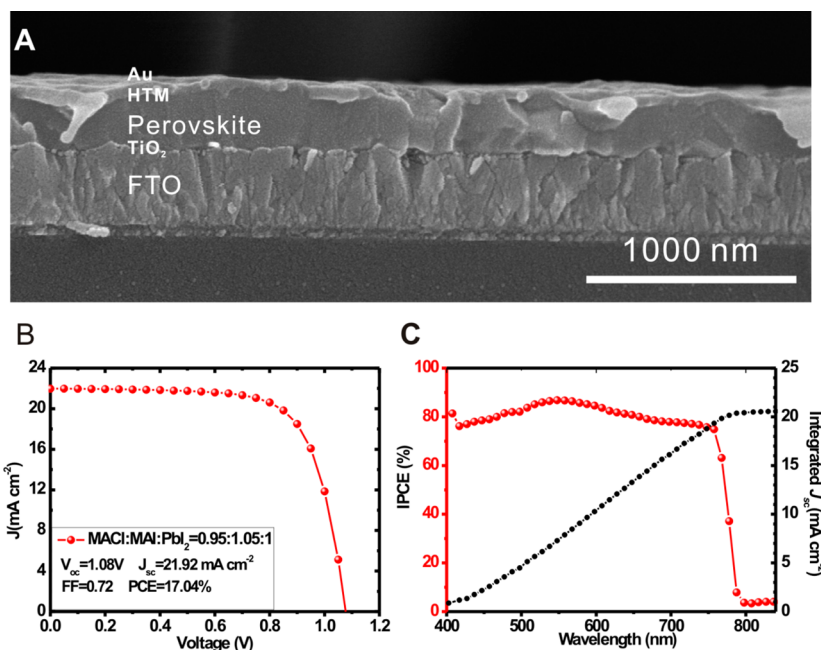 A
Au
HTM
Perovskite
TiO₂
FTO
1000 nm
B
24
20
16
12
8
4
0
J(mA cm⁻²)
MACl:MAI:PbI₂=0.95:1.05:1
V_oc=1.08V J_sc=21.92 mA cm⁻²
FF=0.72 PCE=17.04%
0.0 0.2 0.4 0.6 0.8 1.0 1.2
Voltage (V)
C
100
80
60
40
20
0
IPCE (%)
25
20
15
10
5
0
Integrated J_sc (mA cm⁻²)
400 500 600 700 800
Wavelength (nm)